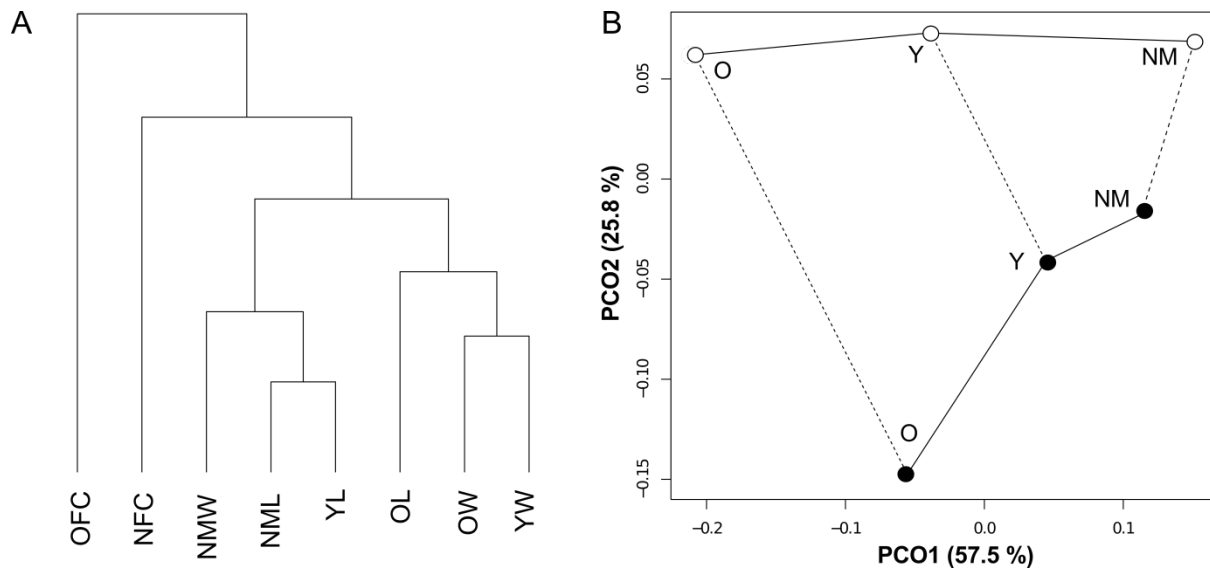 A
OFC
NFC
NMW
NML
YL
OL
OW
YW
B
PCO2 (25.8 %)
0.05
0.00
−0.05
−0.10
−0.15
O
Y
NM
NM
Y
O
−0.2
−0.1
0.0
0.1
PCO1 (57.5 %)